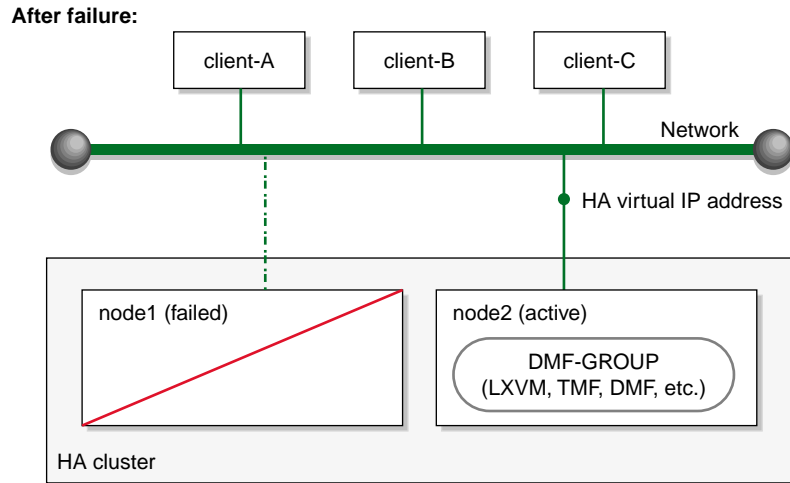 After failure:
client-A
client-B
client-C
Network
HA virtual IP address
node1 (failed)
node2 (active)
DMF-GROUP
(LXVM, TMF, DMF, etc.)
HA cluster